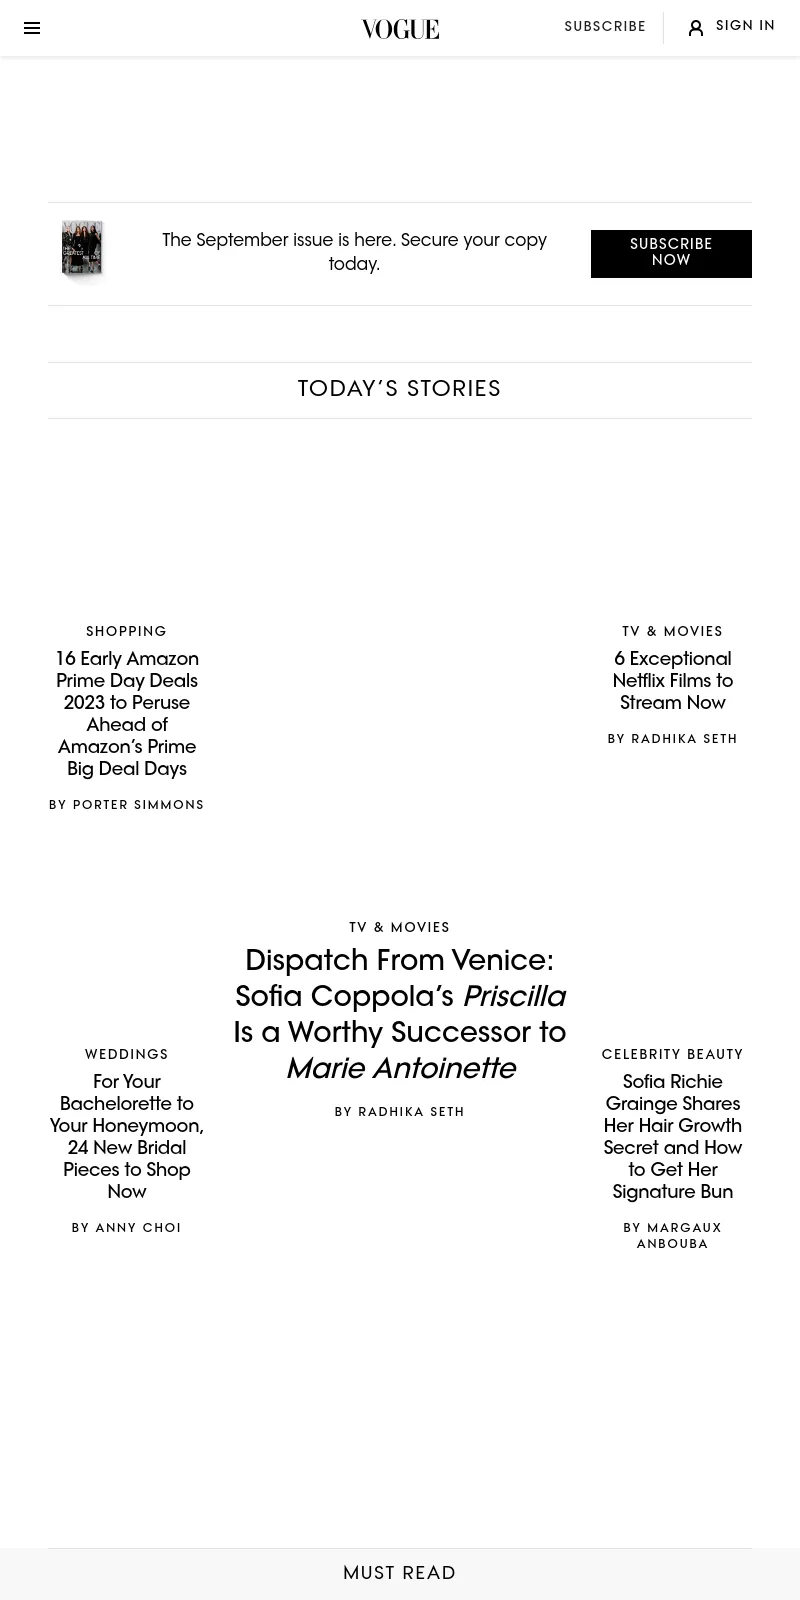 VOGUE
SUBSCRIBE
SIGN IN
The September issue is here. Secure your copy
today.
SUBSCRIBE
NOW
TODAY’S STORIES
SHOPPING
16 Early Amazon
Prime Day Deals
2023 to Peruse
Ahead of
Amazon’s Prime
Big Deal Days
BY PORTER SIMMONS
TV & MOVIES
6 Exceptional
Netflix Films to
Stream Now
BY RADHIKA SETH
TV & MOVIES
Dispatch From Venice:
Sofia Coppola’s Priscilla
Is a Worthy Successor to
Marie Antoinette
BY RADHIKA SETH
WEDDINGS
For Your
Bachelorette to
Your Honeymoon,
24 New Bridal
Pieces to Shop
Now
BY ANNY CHOI
CELEBRITY BEAUTY
Sofia Richie
Grainge Shares
Her Hair Growth
Secret and How
to Get Her
Signature Bun
BY MARGAUX
ANBOUBA
MUST READ